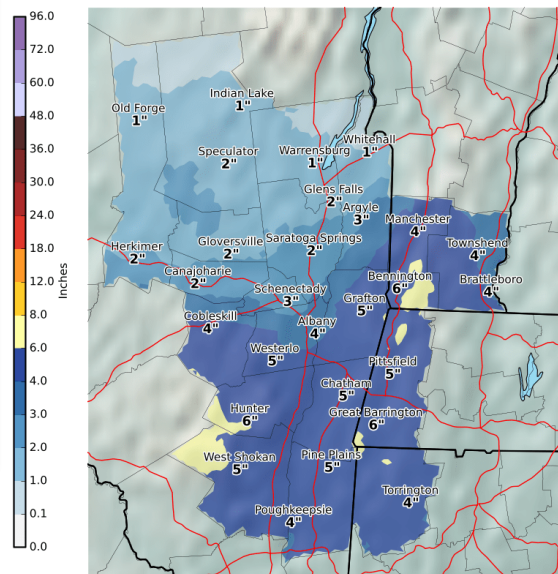 96.0
72.0
60.0
48.0
36.0
30.0
24.0
18.0
12.0
8.0
6.0
4.0
3.0
2.0
1.0
0.1
0.0
Inches
Old Forge
1"
Indian Lake
1"
Speculator
2"
Warrensburg
1"
Whitehall
1"
Glens Falls
2"
Argyle
3"
Manchester
4"
Townshend
4"
Herkimer
2"
Gloversville
2"
Saratoga Springs
2"
Canajoharie
2"
Schenectady
3"
Bennington
6"
Brattleboro
4"
Grafton
5"
Cobleskill
4"
Albany
4"
Westerlo
5"
Pittsfield
5"
Chatham
5"
Hunter
6"
Great Barrington
6"
West Shokan
5"
Pine Plains
5"
Torrington
4"
Poughkeepsie
4"